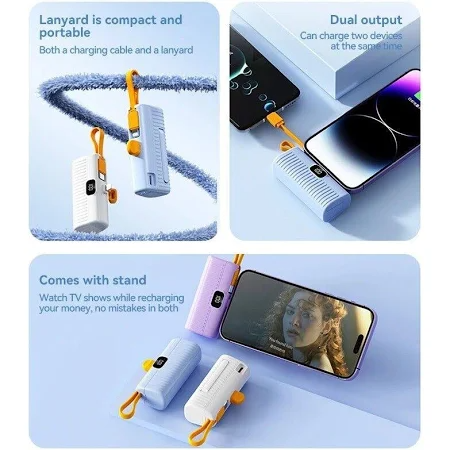 Lanyard is compact and
portable
Both a charging cable and a lanyard
Dual output
Can charge two devices
at the same time
Comes with stand
Watch TV shows while recharging
your money, no mistakes in both